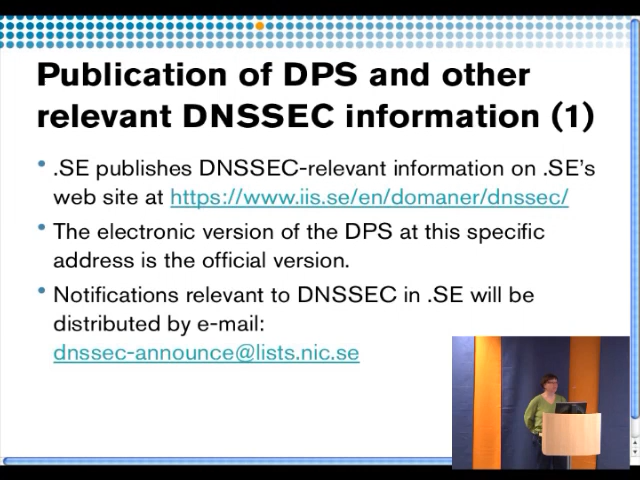 Publication of DPS and other
relevant DNSSEC information (1)
• .SE publishes DNSSEC-relevant information on .SE's
web site at https://www.iis.se/en/domaner/dnssec/
• The electronic version of the DPS at this specific
address is the official version.
• Notifications relevant to DNSSEC in .SE will be
distributed by e-mail:
dnssec-announce@lists.nic.se